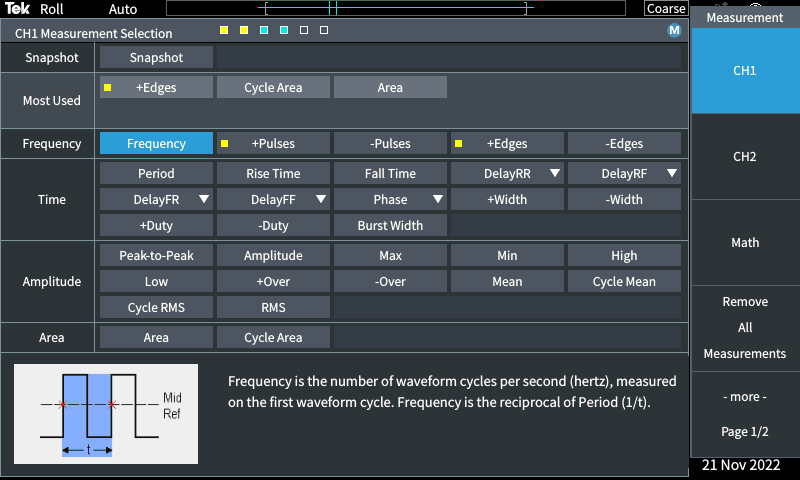 Tek Roll Auto Coarse
CH1 Measurement Selection M
Measurement
Snapshot Snapshot
Most Used +Edges Cycle Area Area
Frequency Frequency +Pulses -Pulses +Edges -Edges
Time Period Rise Time Fall Time DelayRR DelayRF
DelayFR DelayFF Phase +Width -Width
+Duty -Duty Burst Width
Amplitude Peak-to-Peak Amplitude Max Min High
Low +Over -Over Mean Cycle Mean
Cycle RMS RMS
Area Area Cycle Area
Mid
Ref
t
Frequency is the number of waveform cycles per second (hertz), measured
on the first waveform cycle. Frequency is the reciprocal of Period (1/t).
CH1
CH2
Math
Remove
All
Measurements
- more -
Page 1/2
21 Nov 2022